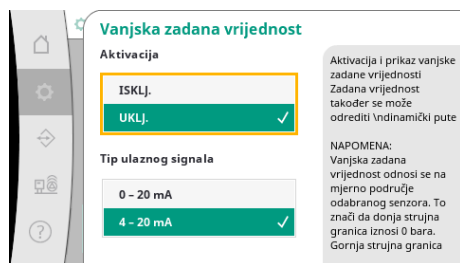 Vanjska zadana vrijednost
Aktivacija
ISKLJ.
UKLJ.
Tip ulaznog signala
0 – 20 mA
4 – 20 mA
Aktivacija i prikaz vanjske
zadane vrijednosti
Zadana vrijednost
također se može
odrediti \ndinamički pute
NAPOMENA:
Vanjska zadana
vrijednost odnosi se na
mjerno područje
odabranog senzora. To
znači da donja strujna
granica iznosi 0 bara.
Gornja strujna granica